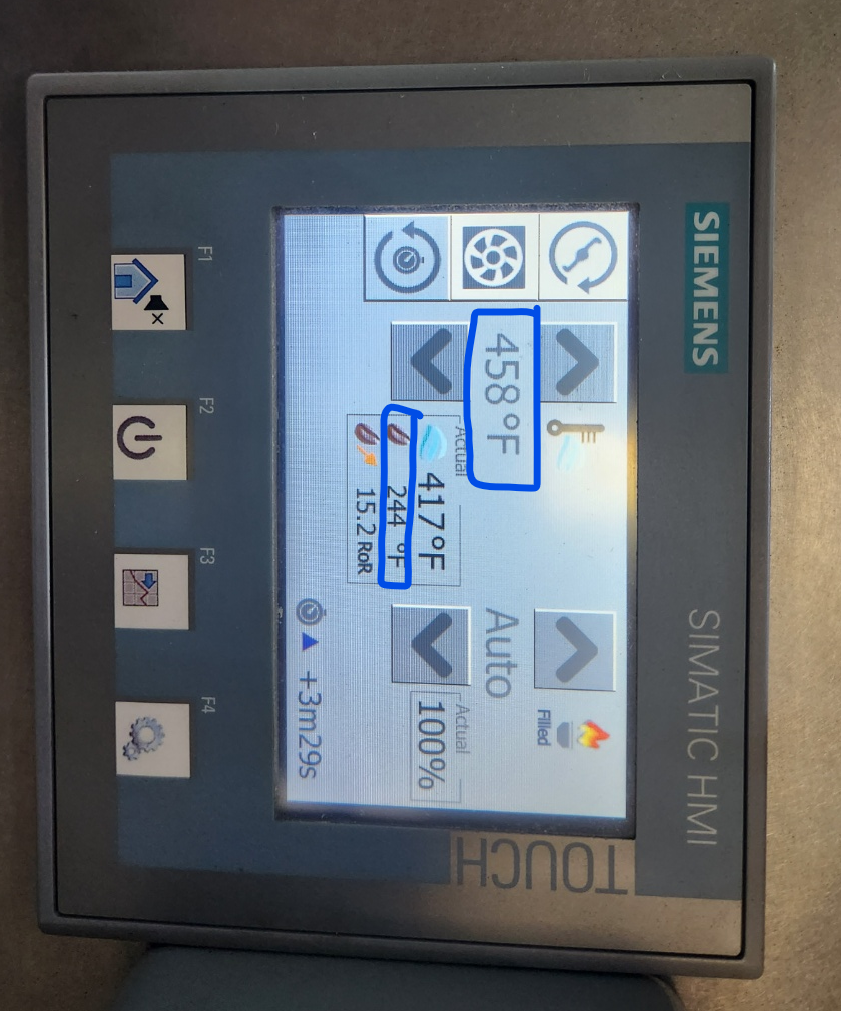 SIEMENS
SIMATIC HMI
TOUCH
458°F
Auto
Filled
Actual
417°F
244 °F
15.2 RoR
Actual
100%
+3m29s
F1
F2
F3
F4